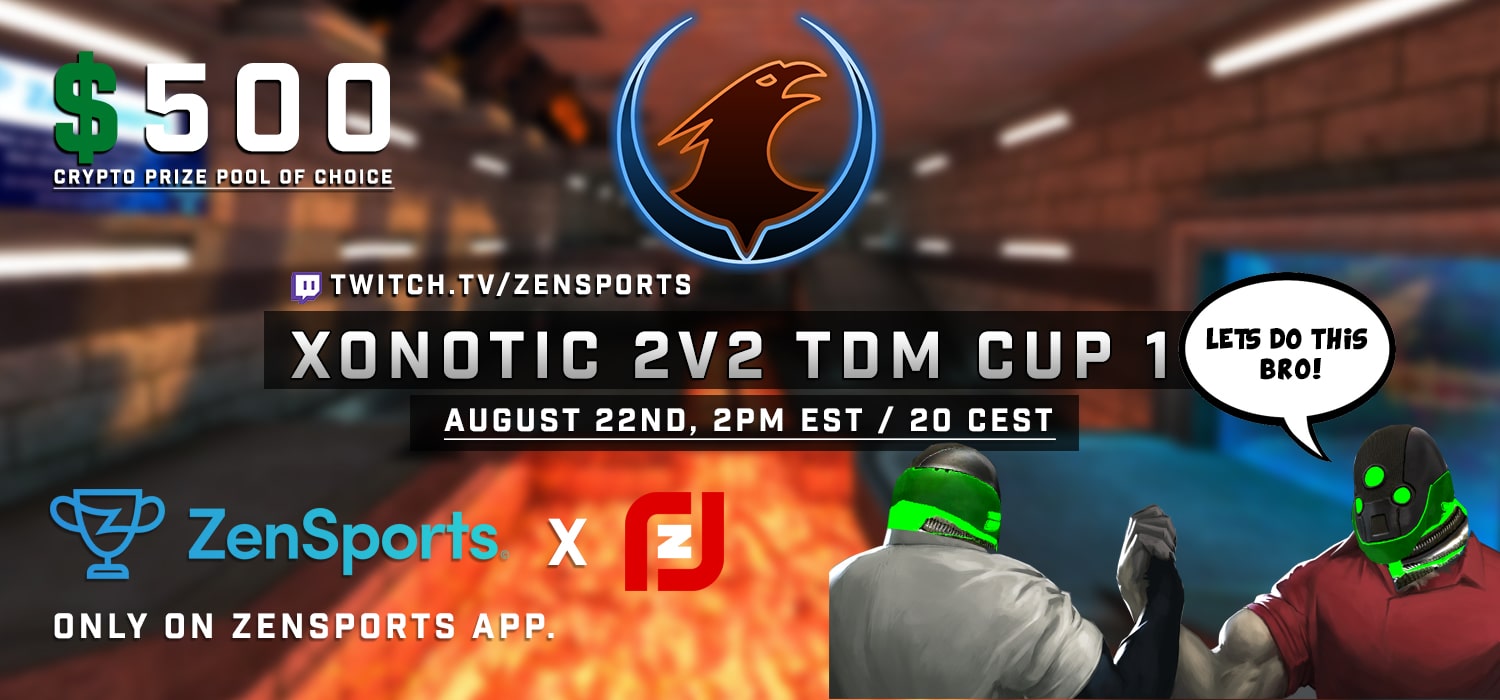 $500
CRYPTO PRIZE POOL OF CHOICE
TWITCH.TV/ZENSPORTS
XONOTIC 2V2 TDM CUP 1
LETS DO THIS
BRO!
AUGUST 22ND, 2PM EST / 20 CEST
ZenSports
X
Z
ONLY ON ZENSPORTS APP.